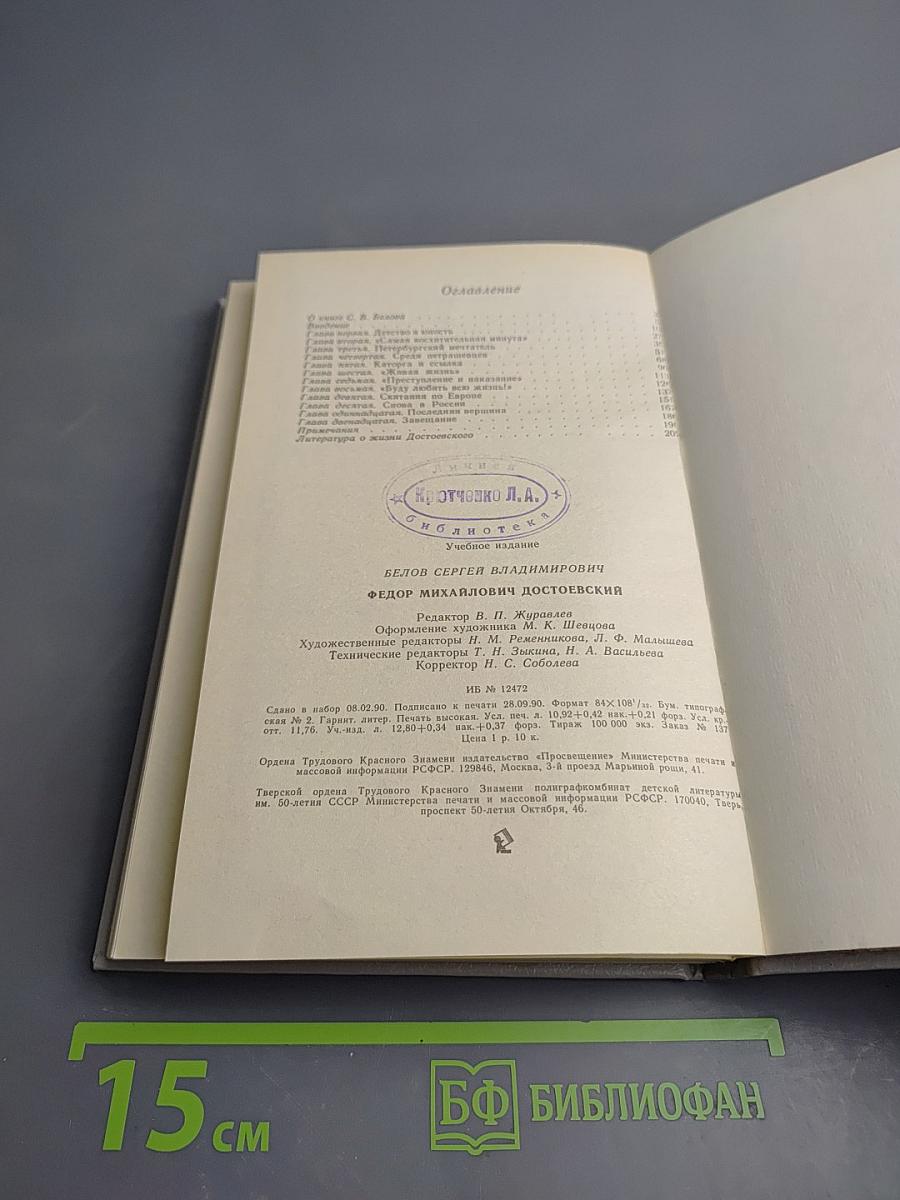 Оглавление
О книге С. В. Белова
Введение
Глава первая. Детство и юность
Глава вторая. «Самая восхитительная минута»
Глава третья. Петербургский мечтатель
Глава четвертая. Среди петрашевцев
Глава пятая. Каторга и ссылка
Глава шестая. «Живая жизнь»
Глава седьмая. «Преступление и наказание»
Глава восьмая. «Буду любить всю жизнь!»
Глава девятая. Скитания по Европе
Глава десятая. Снова в России
Глава одиннадцатая. Последняя вершина
Глава двенадцатая. Завещание
Примечания
Литература о жизни Достоевского
Личная
Кротченко Л. А.
библиотека
Учебное издание
БЕЛОВ СЕРГЕЙ ВЛАДИМИРОВИЧ
ФЕДОР МИХАЙЛОВИЧ ДОСТОЕВСКИЙ
Редактор В. П. Журавлев
Оформление художника М. К. Шевцова
Художественные редакторы Н. М. Ременникова, Л. Ф. Малышева
Технические редакторы Т. Н. Зыкина, Н. А. Васильева
Корректор Н. С. Соболева
ИБ № 12472
Сдано в набор 08.02.90. Подписано к печати 28.09.90. Формат 84×108¹/₃₂. Бум. типограф-
ская № 2. Гарнит. литер. Печать высокая. Усл. печ. л. 10,92+0,42 нак.+0,21 форз. Усл. кр.-
отт. 11,76. Уч.-изд. л. 12,80+0,34 нак.+0,37 форз. Тираж 100 000 экз. Заказ № 137
Цена 1 р. 10 к.
Ордена Трудового Красного Знамени издательство «Просвещение» Министерства печати и
массовой информации РСФСР. 129846, Москва, 3-й проезд Марьиной рощи, 41.
Тверской ордена Трудового Красного Знамени полиграфкомбинат детской литературы
им. 50-летия СССР Министерства печати и массовой информации РСФСР. 170040, Тверь,
проспект 50-летия Октября, 46.
15 см
БФ БИБЛИОФАН